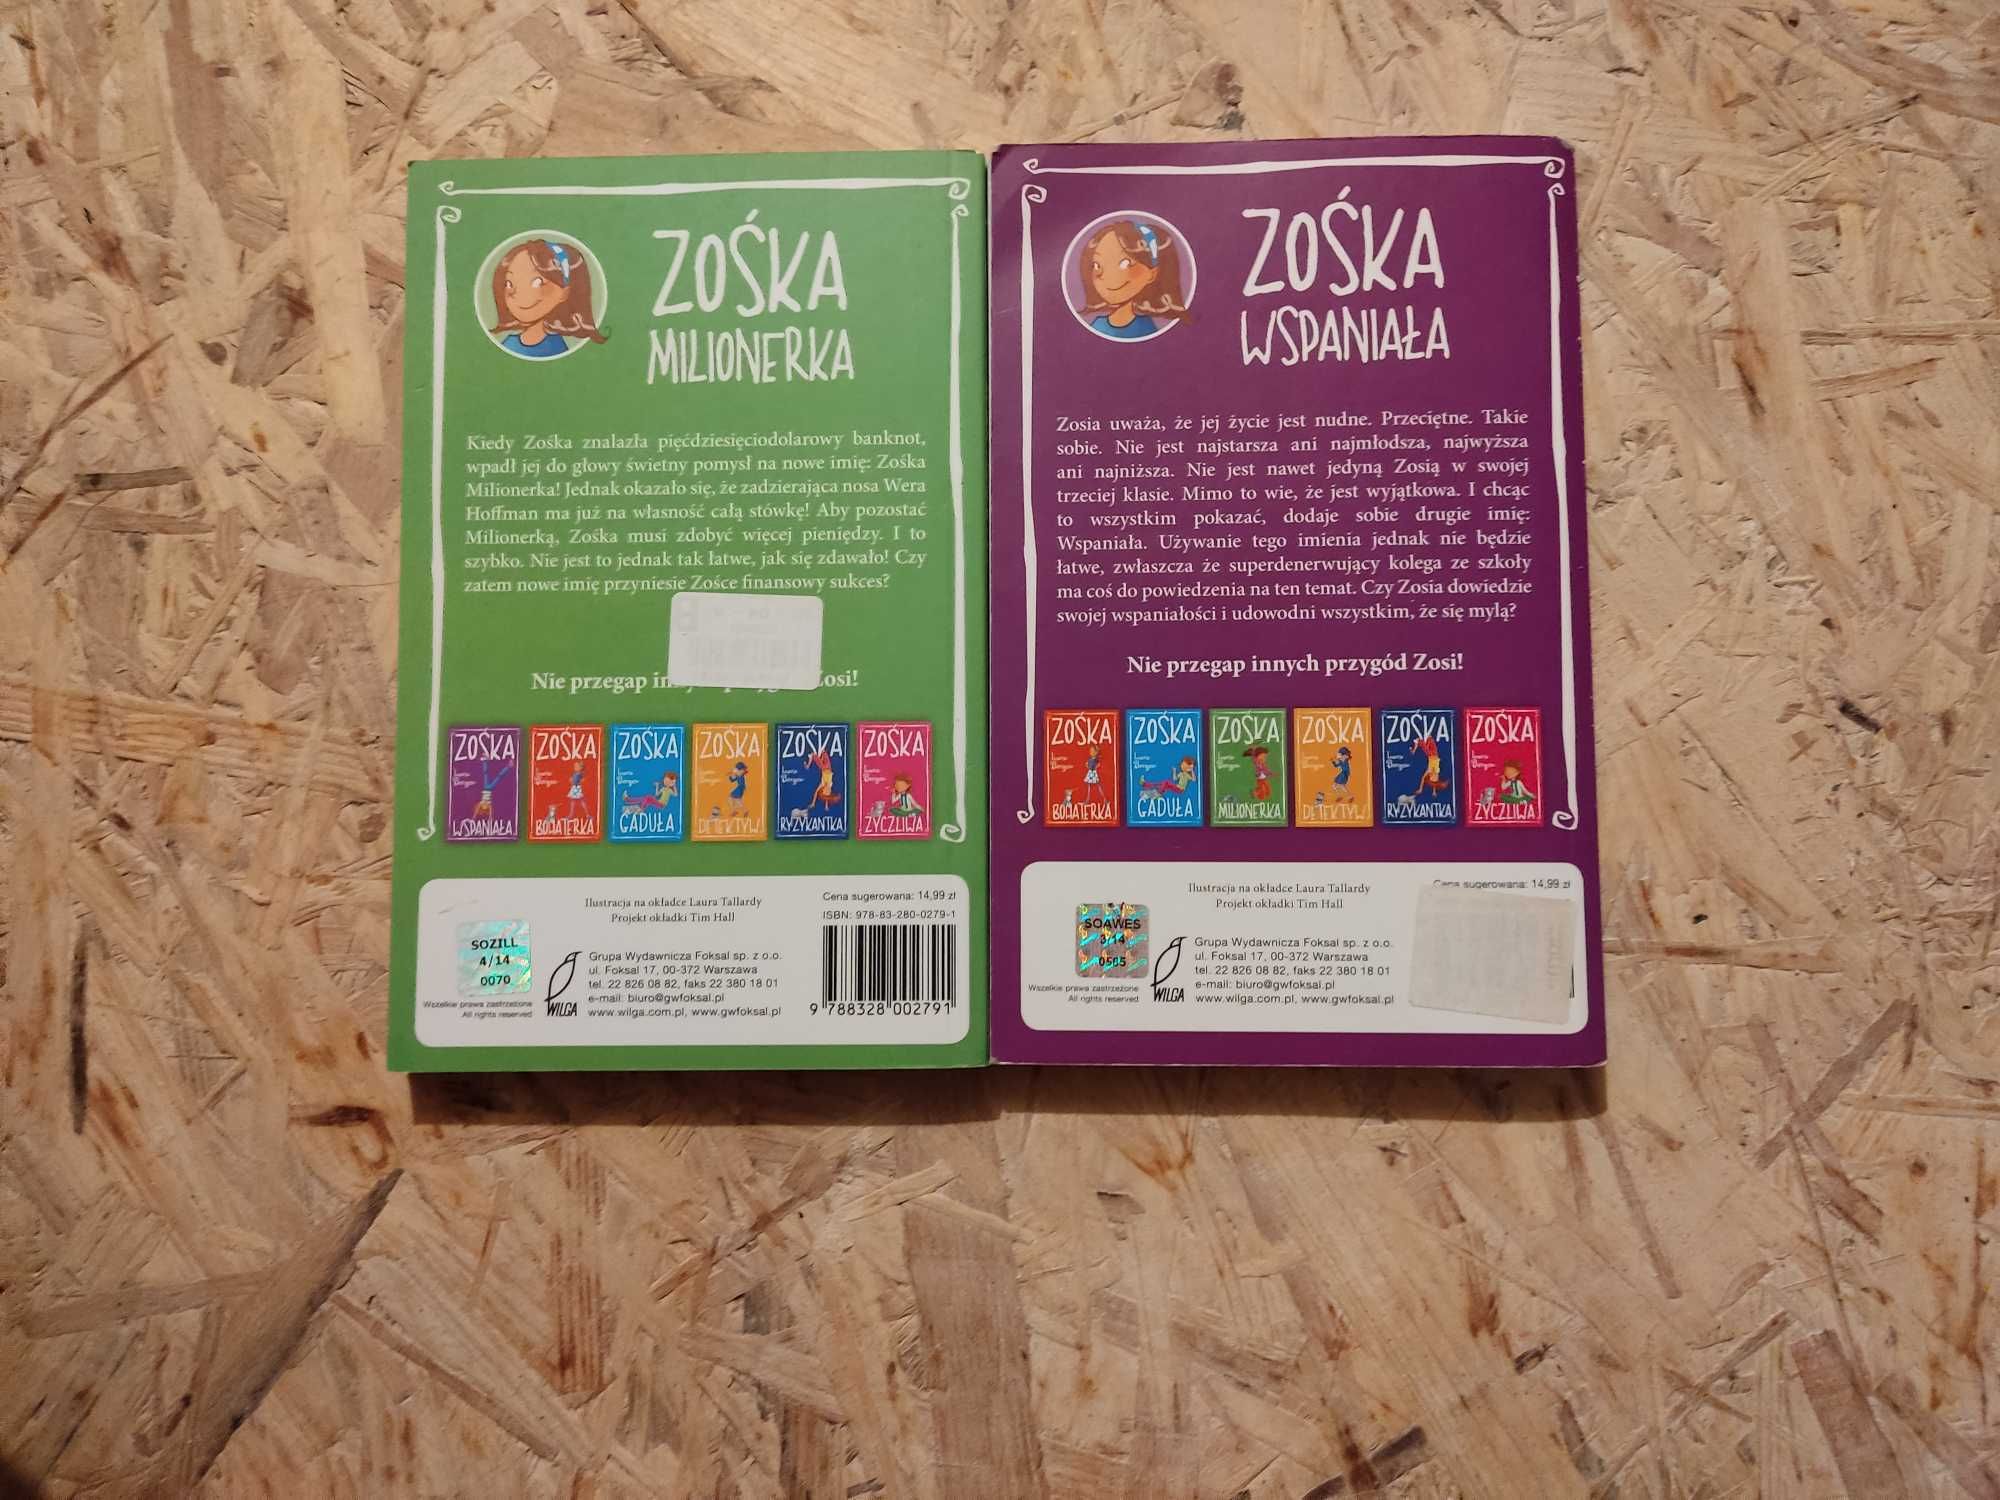 ZOŚKA
MILIONERKA
Kiedy Zośka znalazła pięćdziesięciodolarowy banknot,
wpadł jej do głowy świetny pomysł na nowe imię: Zośka
Milionerka! Jednak okazało się, że zadzierająca nosa Wera
Hoffman ma już na własność całą stówkę! Aby pozostać
Milionerką, Zośka musi zdobyć więcej pieniędzy. I to
szybko. Nie jest to jednak tak łatwe, jak się zdawało! Czy
zatem nowe imię przyniesie Zośce finansowy sukces?
Nie przegap Zosi!
ZOŚKA WSPANIAŁA
ZOŚKA BOHATERKA
ZOŚKA GADUŁA
ZOŚKA DETEKTYW
ZOŚKA RYZYKANTKA
ZOŚKA ŻYCZLIWA
Ilustracja na okładce Laura Tallardy
Projekt okładki Tim Hall
Cena sugerowana: 14,99 zł
ISBN: 978-83-280-0279-1
SOZILL
4/14
0070
Wszelkie prawa zastrzeżone
All rights reserved
WILGA
Grupa Wydawnicza Foksal sp. z o.o.
ul. Foksal 17, 00-372 Warszawa
tel. 22 826 08 82, faks 22 380 18 01
e-mail: biuro@gwfoksal.pl
www.wilga.com.pl, www.gwfoksal.pl
9 788328 002791
ZOŚKA
WSPANIAŁA
Zosia uważa, że jej życie jest nudne. Przeciętne. Takie
sobie. Nie jest najstarsza ani najmłodsza, najwyższa
ani najniższa. Nie jest nawet jedyną Zosią w swojej
trzeciej klasie. Mimo to wie, że jest wyjątkowa. I chcąc
to wszystkim pokazać, dodaje sobie drugie imię:
Wspaniała. Używanie tego imienia jednak nie będzie
łatwe, zwłaszcza że superdenerwujący kolega ze szkoły
ma coś do powiedzenia na ten temat. Czy Zosia dowiedzie
swojej wspaniałości i udowodni wszystkim, że się mylą?
Nie przegap innych przygód Zosi!
ZOŚKA BOHATERKA
ZOŚKA GADUŁA
ZOŚKA MILIONERKA
ZOŚKA DETEKTYW
ZOŚKA RYZYKANTKA
ZOŚKA ŻYCZLIWA
Ilustracja na okładce Laura Tallardy
Projekt okładki Tim Hall
Cena sugerowana: 14,99 zł
SOAWES
3/14
0585
Wszelkie prawa zastrzeżone
All rights reserved
WILGA
Grupa Wydawnicza Foksal sp. z o.o.
ul. Foksal 17, 00-372 Warszawa
tel. 22 826 08 82, faks 22 380 18 01
e-mail: biuro@gwfoksal.pl
www.wilga.com.pl, www.gwfoksal.pl